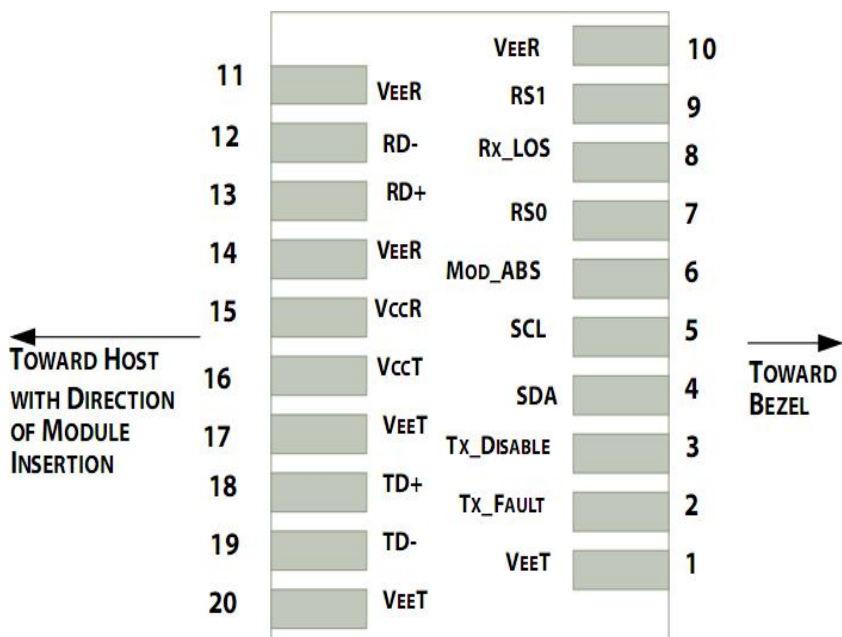 VEER 10
11 VEER
RS1 9
12 RD-
Rx_LOS 8
13 RD+
RS0 7
14 VEER
MOD_ABS 6
15 VCCR
SCL 5
TOWARD HOST
WITH DIRECTION
OF MODULE
INSERTION
TOWARD
BEZEL
16 VCCT
SDA 4
17 VEET
TX_DISABLE 3
18 TD+
TX_FAULT 2
19 TD-
VEET 1
20 VEET